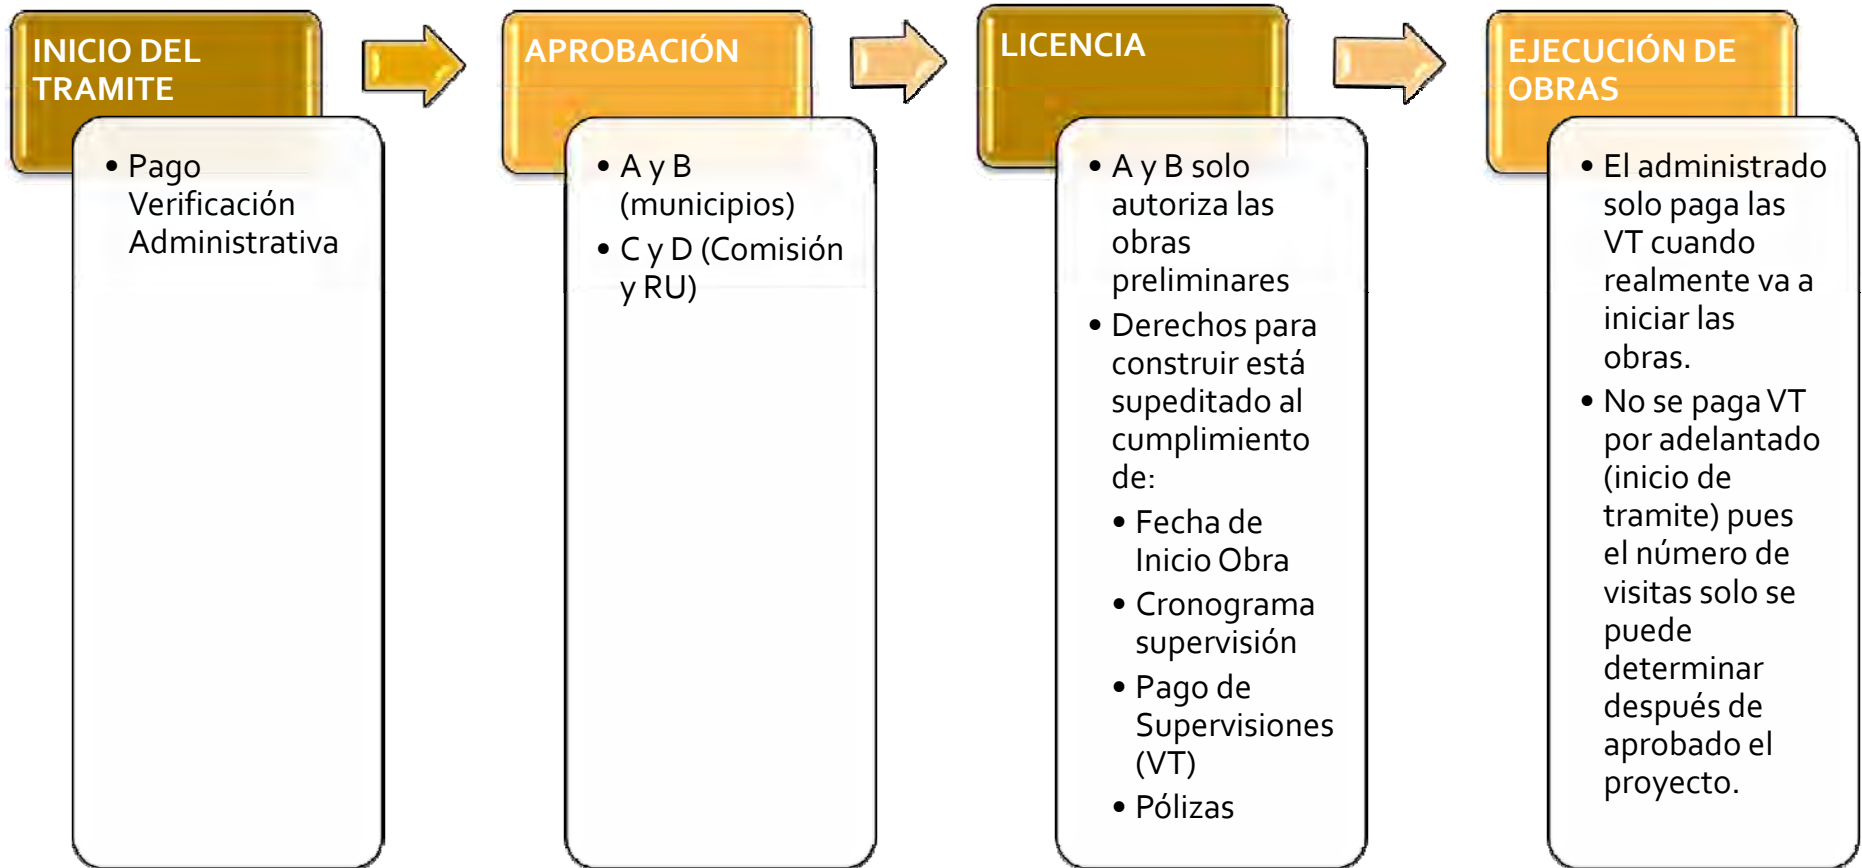 INICIO DEL
TRAMITE
• Pago
Verificación
Administrativa
APROBACIÓN
• A y B
(municipios)
• C y D (Comisión
y RU)
LICENCIA
• A y B solo
autoriza las
obras
preliminares
• Derechos para
construir está
supeditado al
cumplimiento
de:
• Fecha de
Inicio Obra
• Cronograma
supervisión
• Pago de
Supervisiones
(VT)
• Pólizas
EJECUCIÓN DE
OBRAS
• El administrado
solo paga las
VT cuando
realmente va a
iniciar las
obras.
• No se paga VT
por adelantado
(inicio de
tramite) pues
el número de
visitas solo se
puede
determinar
después de
aprobado el
proyecto.